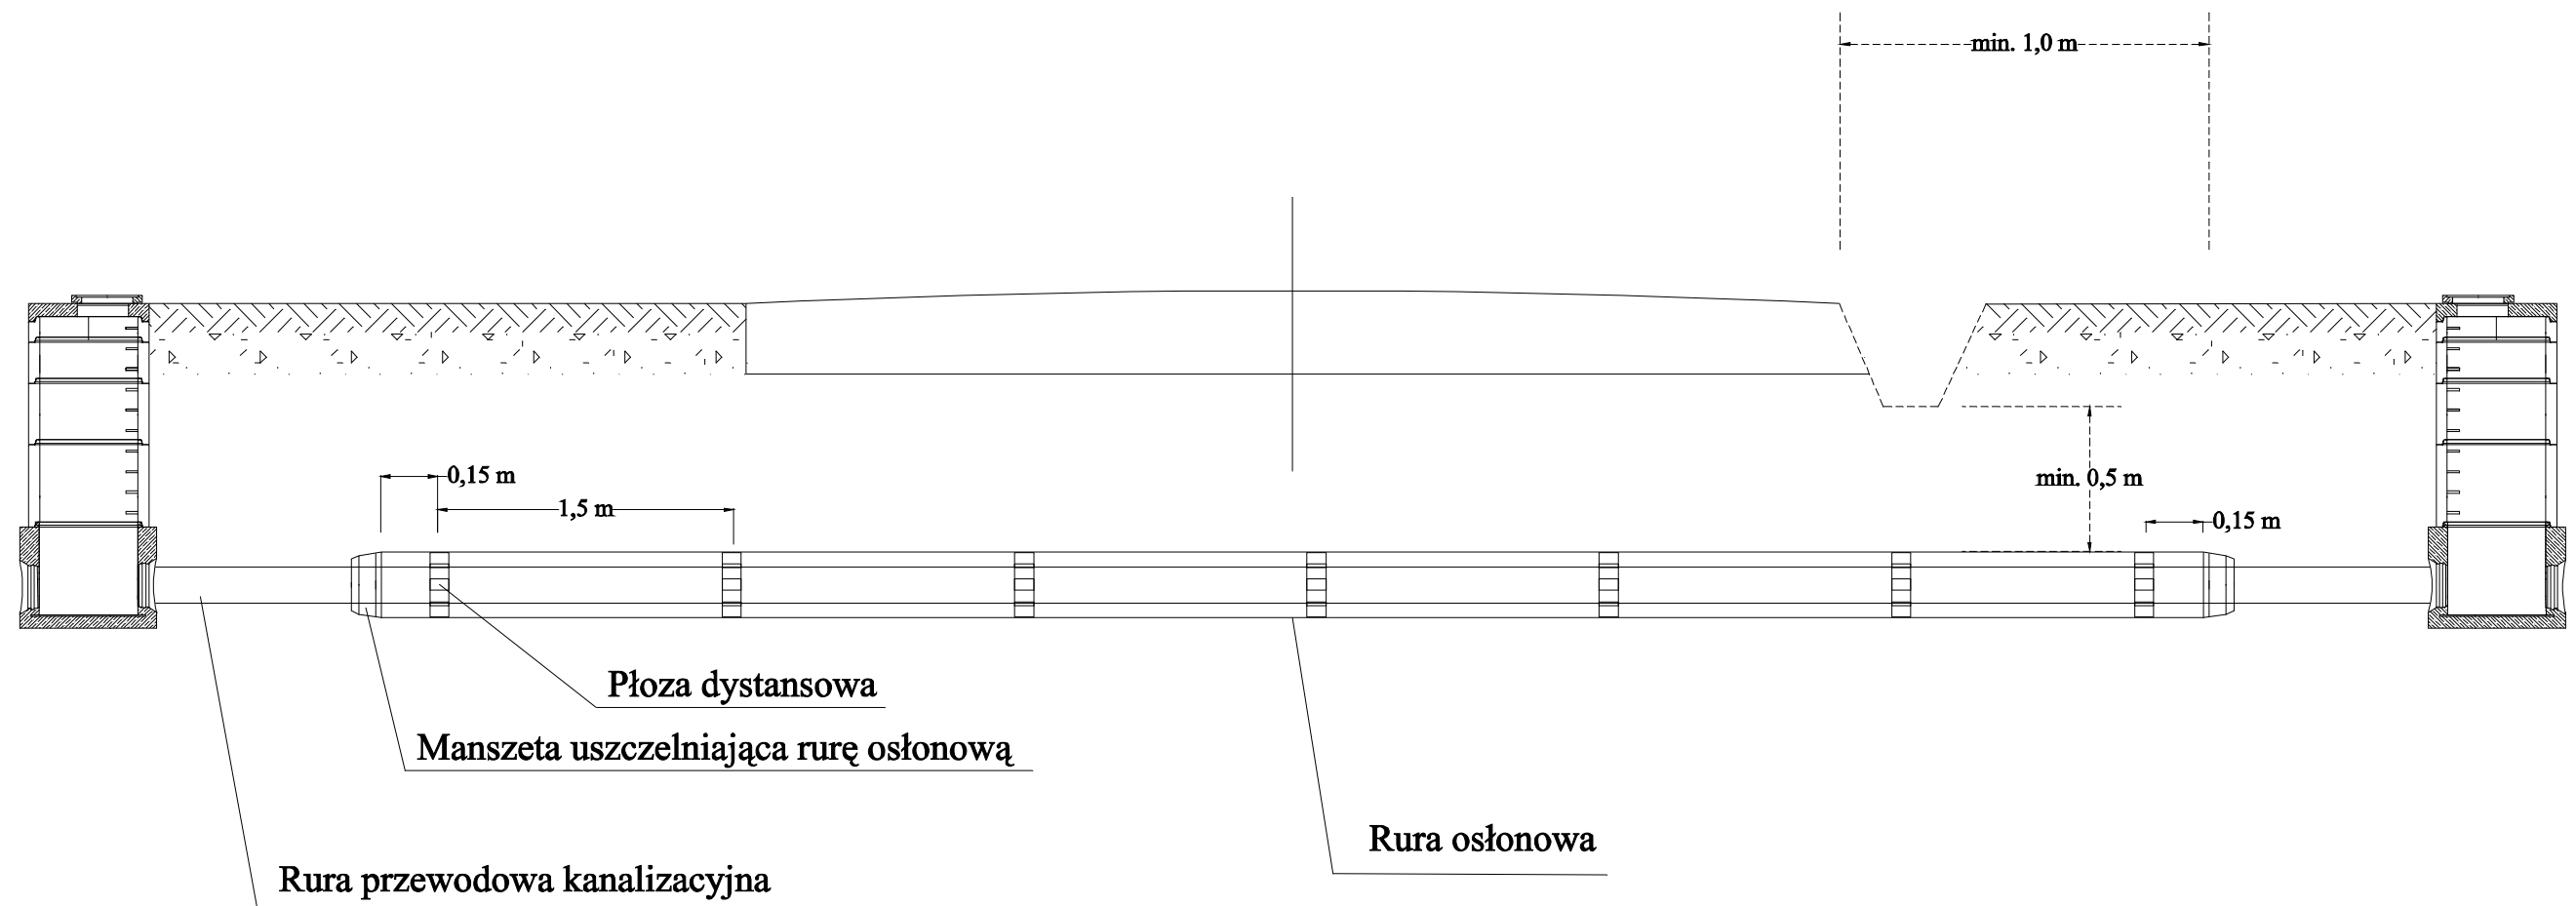 min. 1,0 m
0,15 m
1,5 m
min. 0,5 m
0,15 m
Płoza dystansowa
Manszeta uszczelniająca rurę osłonową
Rura osłonowa
Rura przewodowa kanalizacyjna